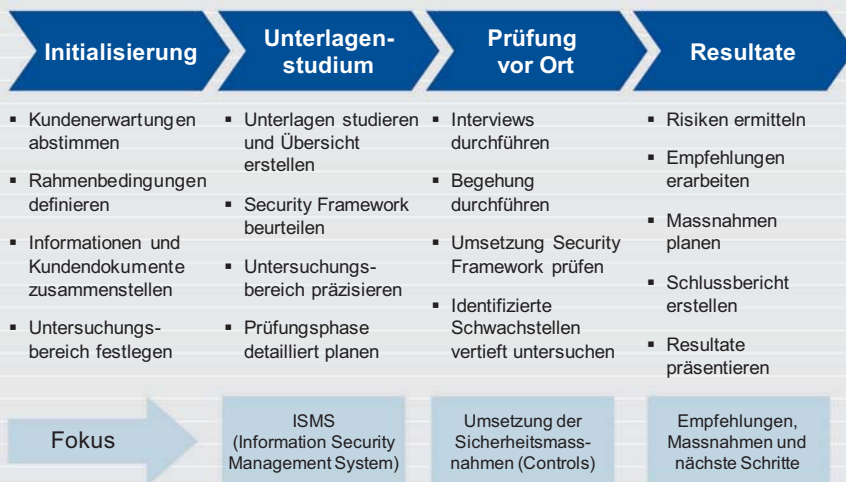 Initialisierung
Unterlagen-
studium
Prüfung
vor Ort
Resultate
▪ Kundenerwartungen
abstimmen
▪ Rahmenbedingungen
definieren
▪ Informationen und
Kundendokumente
zusammenstellen
▪ Untersuchungs-
bereich festlegen
▪ Unterlagen studieren
und Übersicht
erstellen
▪ Security Framework
beurteilen
▪ Untersuchungs-
bereich präzisieren
▪ Prüfungsphase
detailliert planen
▪ Interviews
durchführen
▪ Begehung
durchführen
▪ Umsetzung Security
Framework prüfen
▪ Identifizierte
Schwachstellen
vertieft untersuchen
▪ Risiken ermitteln
▪ Empfehlungen
erarbeiten
▪ Massnahmen
planen
▪ Schlussbericht
erstellen
▪ Resultate
präsentieren
Fokus
ISMS
(Information Security
Management System)
Umsetzung der
Sicherheitsmass-
nahmen (Controls)
Empfehlungen,
Massnahmen und
nächste Schritte